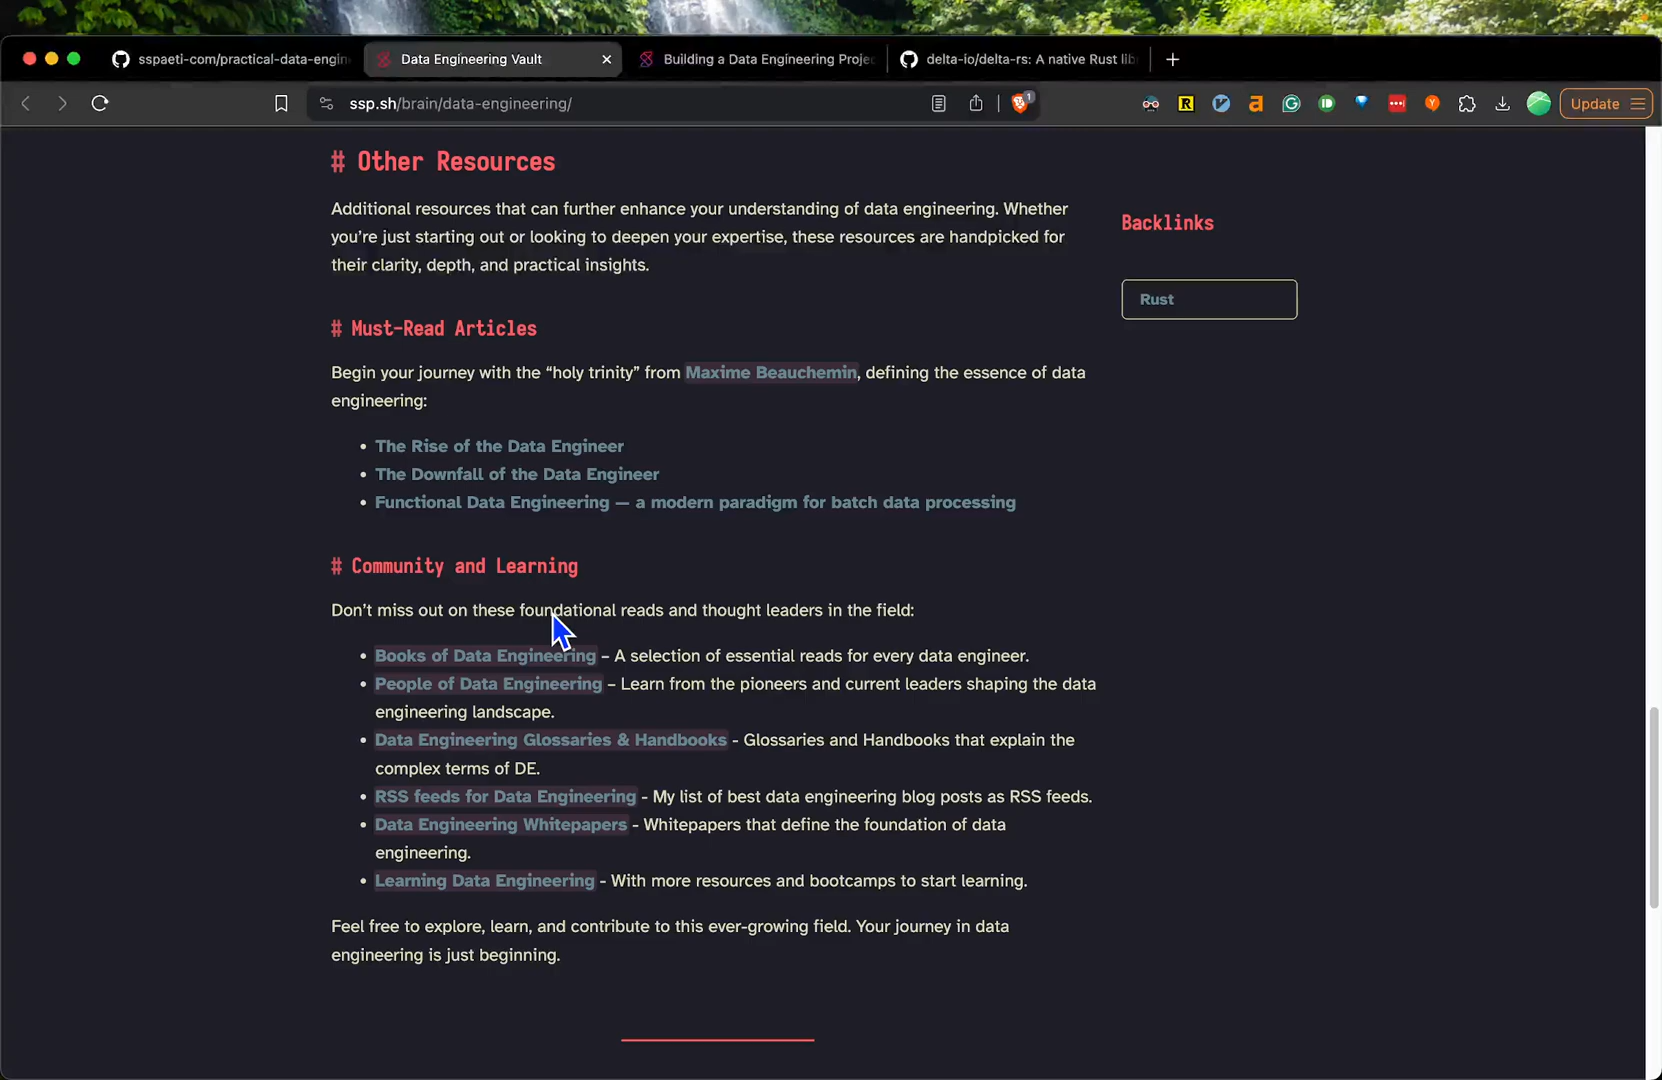 sspaeti-com/practical-data-engin
Data Engineering Vault
Building a Data Engineering Proje
delta-io/delta-rs: A native Rust lib
ssp.sh/brain/data-engineering/
1
Update
# Other Resources
Additional resources that can further enhance your understanding of data engineering. Whether
you’re just starting out or looking to deepen your expertise, these resources are handpicked for
their clarity, depth, and practical insights.
Backlinks
Rust
# Must-Read Articles
Begin your journey with the “holy trinity” from Maxime Beauchemin, defining the essence of data
engineering:
• The Rise of the Data Engineer
• The Downfall of the Data Engineer
• Functional Data Engineering — a modern paradigm for batch data processing
# Community and Learning
Don’t miss out on these foundational reads and thought leaders in the field:
• Books of Data Engineering – A selection of essential reads for every data engineer.
• People of Data Engineering – Learn from the pioneers and current leaders shaping the data
engineering landscape.
• Data Engineering Glossaries & Handbooks - Glossaries and Handbooks that explain the
complex terms of DE.
• RSS feeds for Data Engineering - My list of best data engineering blog posts as RSS feeds.
• Data Engineering Whitepapers - Whitepapers that define the foundation of data
engineering.
• Learning Data Engineering - With more resources and bootcamps to start learning.
Feel free to explore, learn, and contribute to this ever-growing field. Your journey in data
engineering is just beginning.